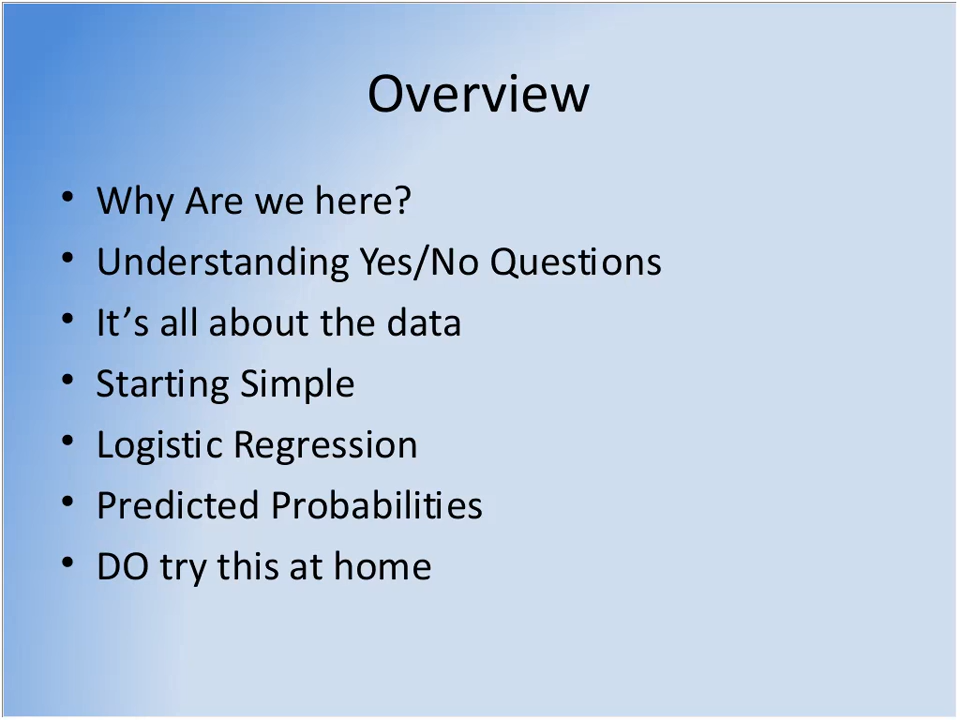 Overview
• Why Are we here?
• Understanding Yes/No Questions
• It’s all about the data
• Starting Simple
• Logistic Regression
• Predicted Probabilities
• DO try this at home